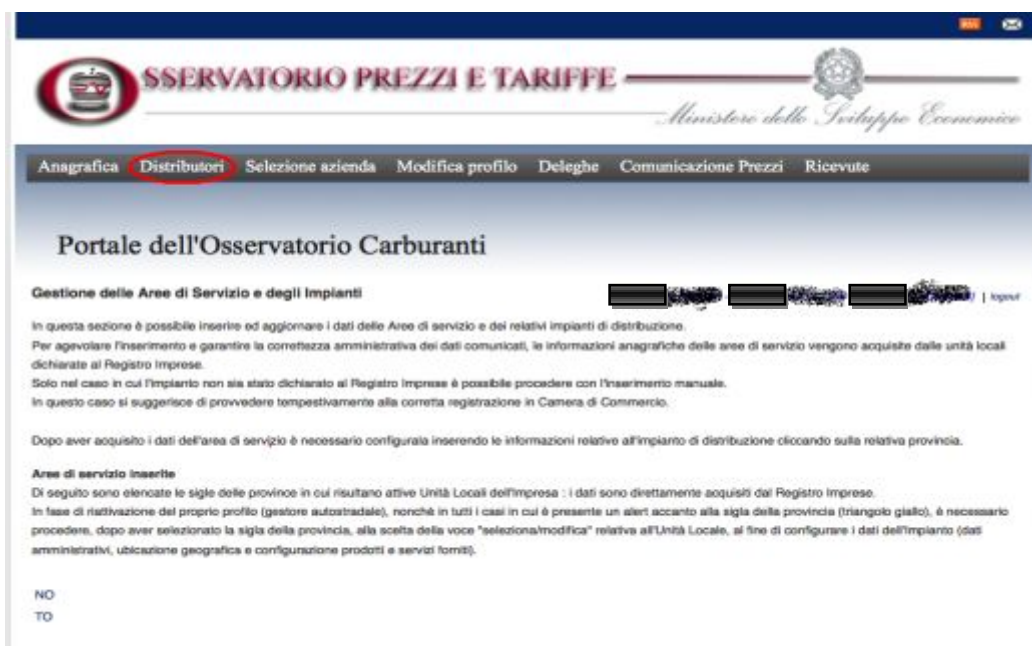 RSS
OSSERVATORIO PREZZI E TARIFFE
Ministero dello Sviluppo Economico
Anagrafica Distributori Selezione azienda Modifica profilo Deleghe Comunicazione Prezzi Ricevute
Portale dell'Osservatorio Carburanti
Gestione delle Aree di Servizio e degli Impianti
| logout
In questa sezione è possibile inserire ed aggiornare i dati delle Aree di servizio e dei relativi impianti di distribuzione.
Per agevolare l'inserimento e garantire la correttezza amministrativa dei dati comunicati, le informazioni anagrafiche delle aree di servizio vengono acquisite dalle unità locali
dichiarate al Registro Imprese.
Solo nel caso in cui l'impianto non sia stato dichiarato al Registro Imprese è possibile procedere con l'inserimento manuale.
In questo caso si suggerisce di provvedere tempestivamente alla corretta registrazione in Camera di Commercio.
Dopo aver acquisito i dati dell'area di servizio è necessario configurala inserendo le informazioni relative all'impianto di distribuzione cliccando sulla relativa provincia.
Aree di servizio inserite
Di seguito sono elencate le sigle delle province in cui risultano attive Unità Locali dell'Impresa : i dati sono direttamente acquisiti dal Registro Imprese.
In fase di riattivazione del proprio profilo (gestore autostradale), nonchè in tutti i casi in cui è presente un alert accanto alla sigla della provincia (triangolo giallo), è necessario
procedere, dopo aver selezionato la sigla della provincia, alla scelta della voce "seleziona/modifica" relativa all'Unità Locale, al fine di configurare i dati dell'Impianto (dati
amministrativi, ubicazione geografica e configurazione prodotti e servizi forniti).
NO
TO